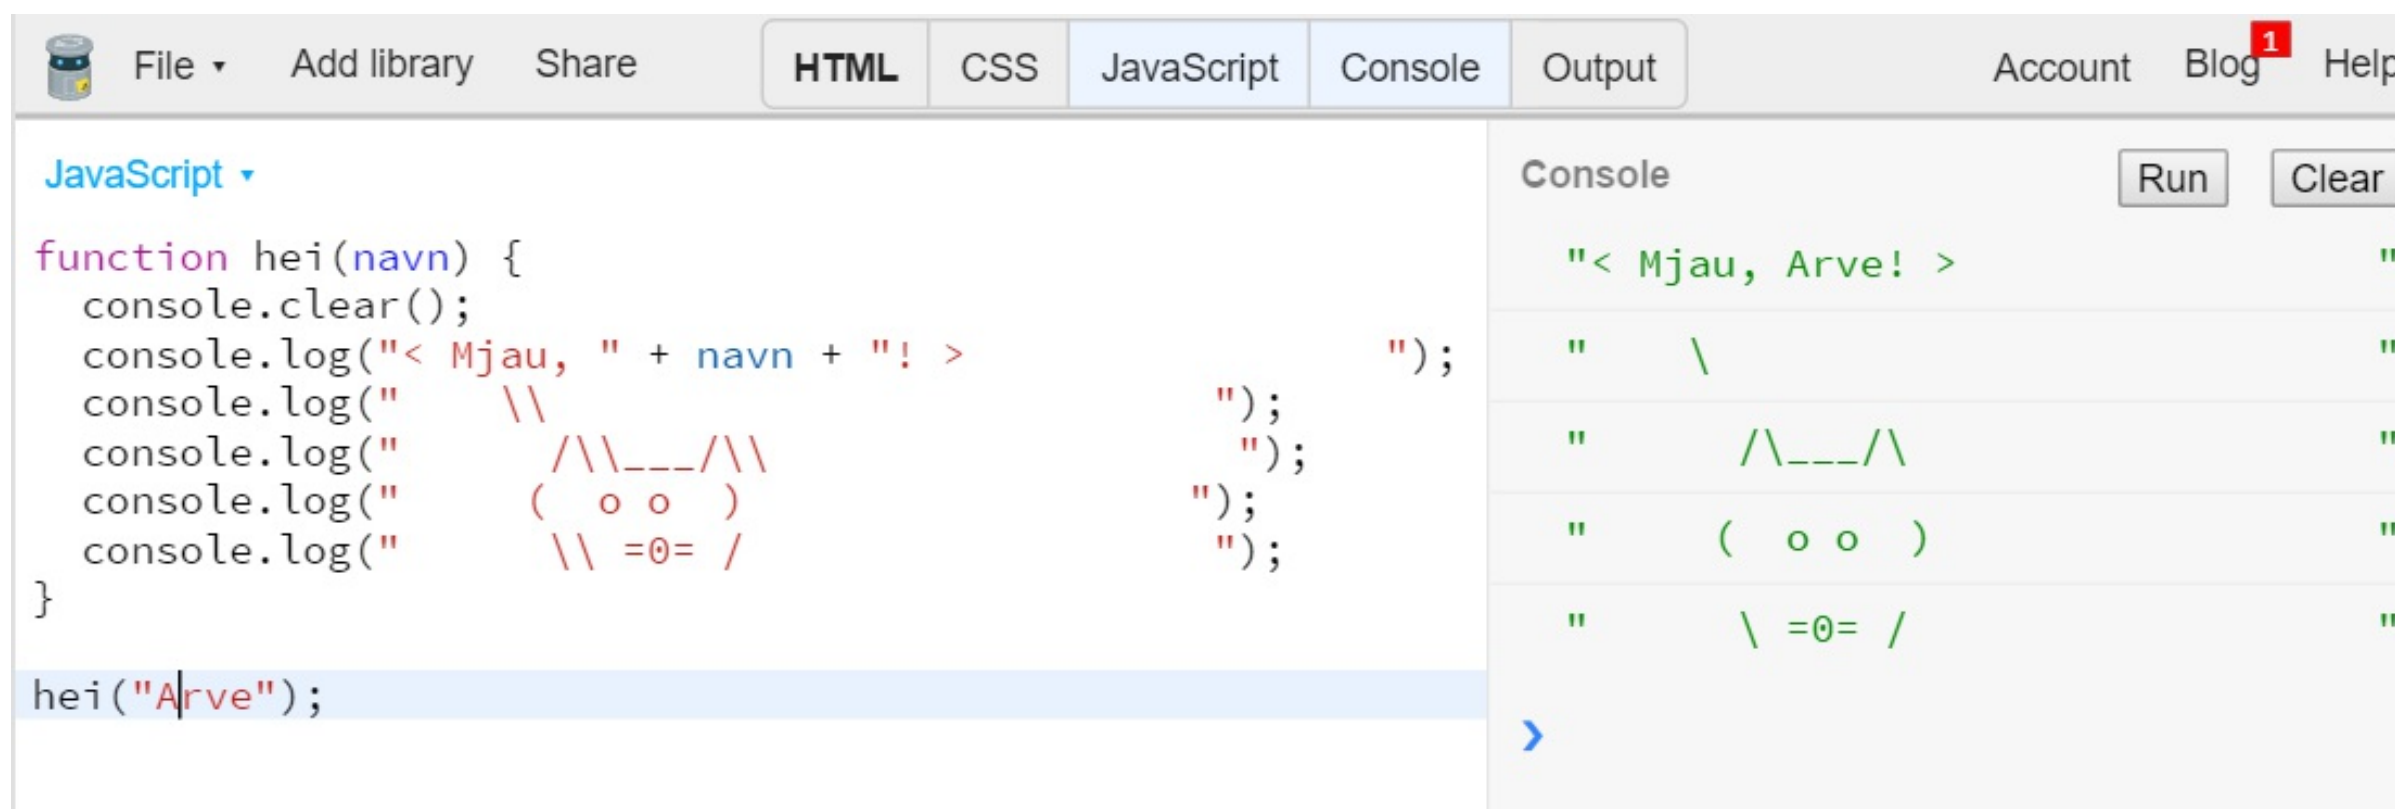 File ▾ Add library Share HTML CSS JavaScript Console Output Account Blog 1 Help
JavaScript ▾
function hei(navn) {
  console.clear();
  console.log("< Mjau, " + navn + "! >                 ");
  console.log("    \\                           ");
  console.log("      /\\___/\\                   ");
  console.log("     (  o o  )                  ");
  console.log("      \\ =0= /                   ");
}
hei("Arve");
Console Run Clear
"< Mjau, Arve! >                 "
"    \                           "
"      /\___/\                   "
"     (  o o  )                  "
"      \ =0= /                   "
❯